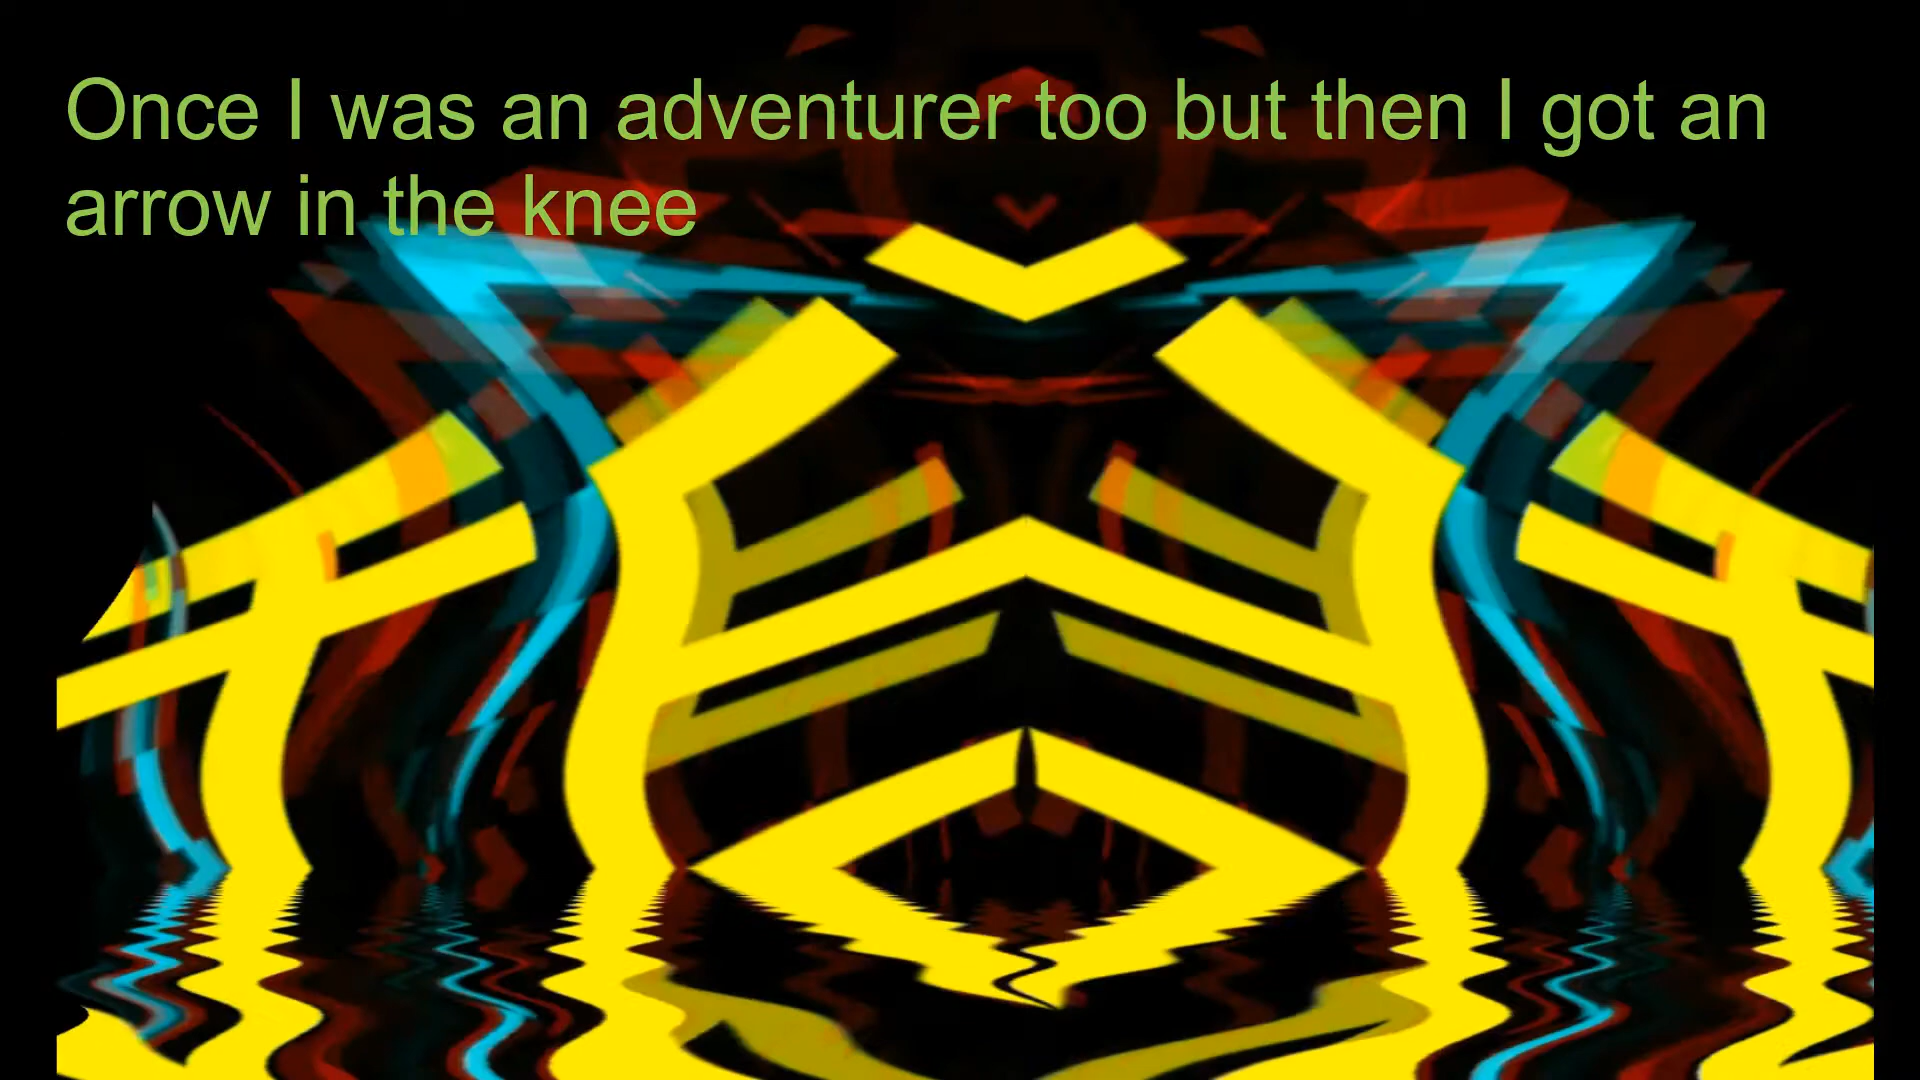 Once I was an adventurer too but then I got an
arrow in the knee